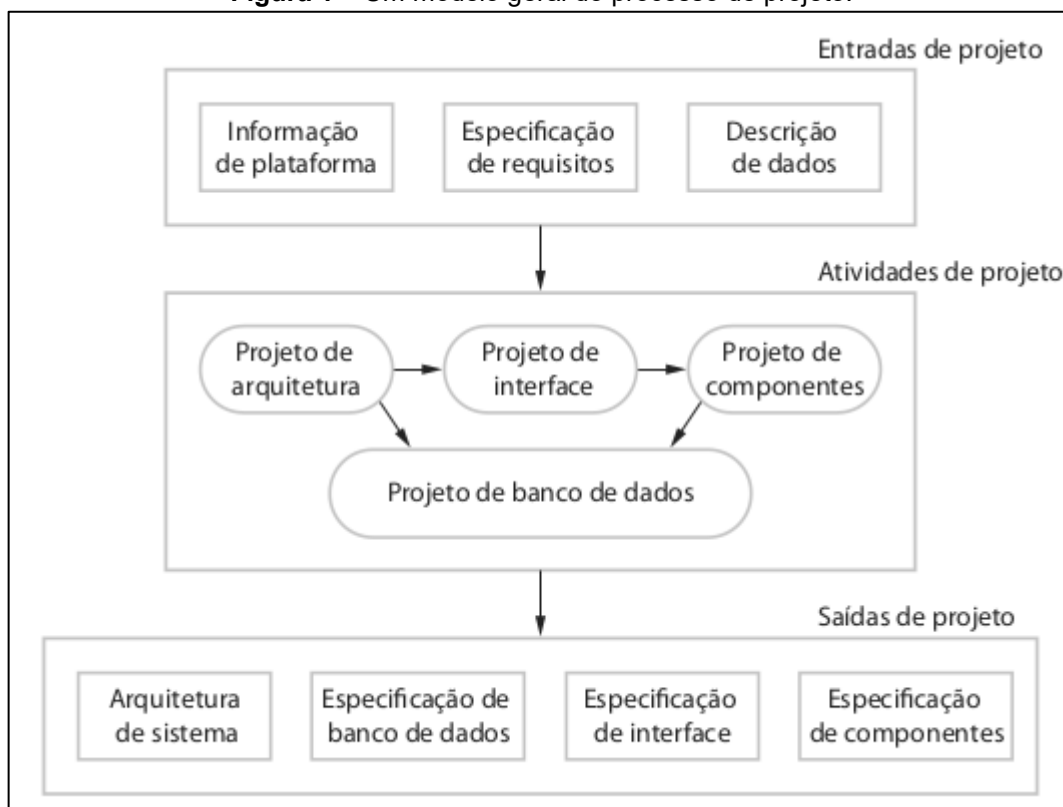 Entradas de projeto
Informação
de plataforma
Especificação
de requisitos
Descrição
de dados
Atividades de projeto
Projeto de
arquitetura
Projeto de
interface
Projeto de
componentes
Projeto de banco de dados
Saídas de projeto
Arquitetura
de sistema
Especificação de
banco de dados
Especificação
de interface
Especificação
de componentes